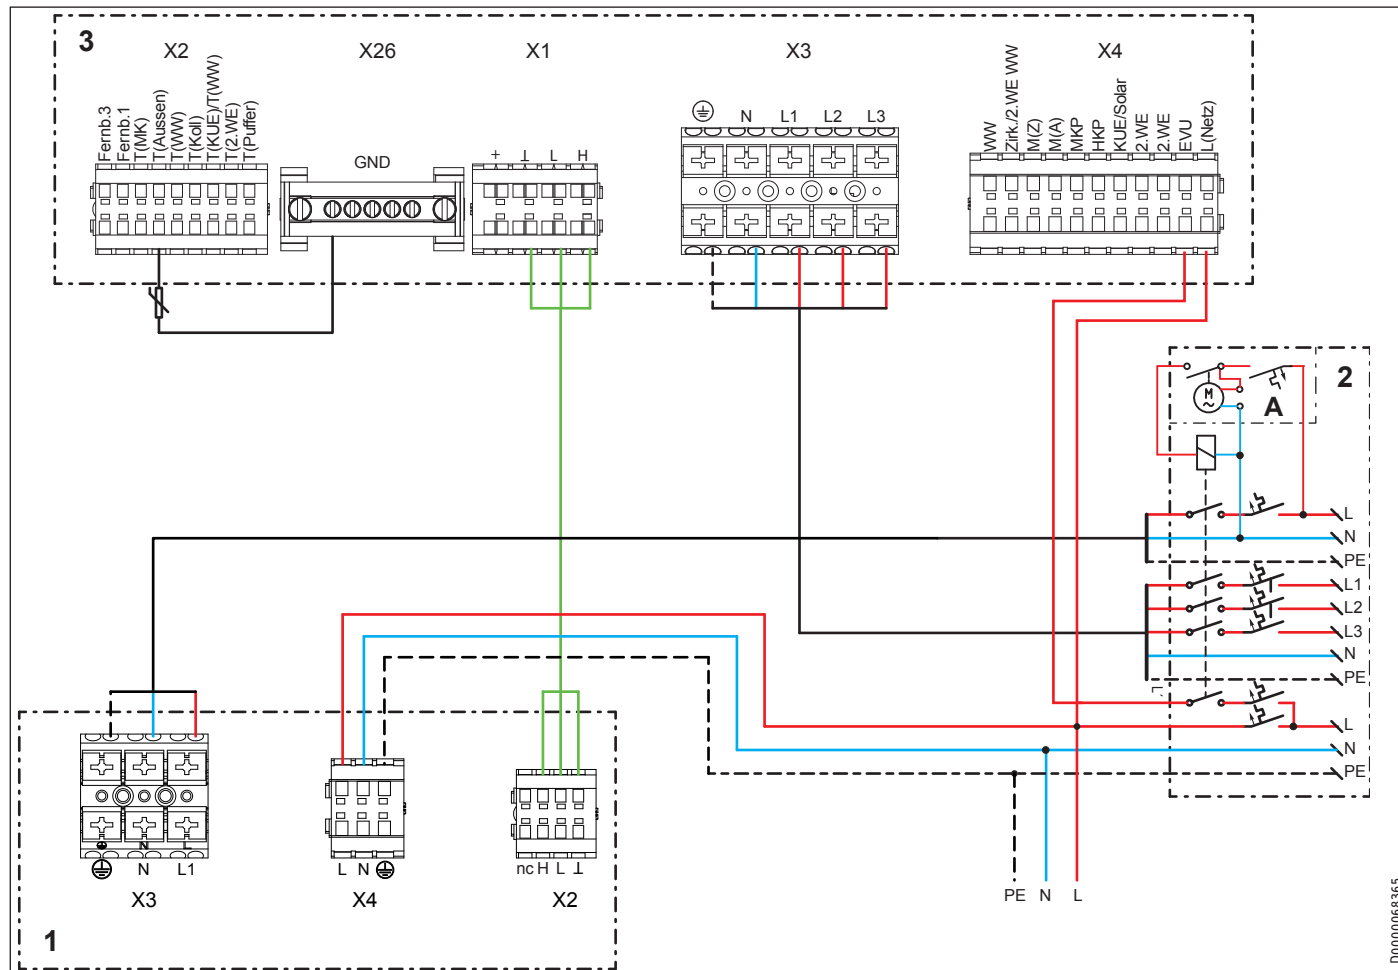 3
X2
X26
X1
X3
X4
Fernb.3
Fernb.1
T(MK)
T(Aussen)
T(WW)
T(Koll)
T(KUE)/T(WW)
T(2.WE)
T(Puffer)
GND
+ ⊥ L H
N L1 L2 L3
WW
Zirk./2.WE WW
M(Z)
M(A)
MKP
HKP
KUE/Solar
2.WE
2.WE
EVU
L(Netz)
2
M
~
A
L
N
PE
L1
L2
L3
N
PE
L'
L
N
PE
N L
N L1
X3
L N
X4
nc H L ⊥
X2
1
PE N L
D0000068365